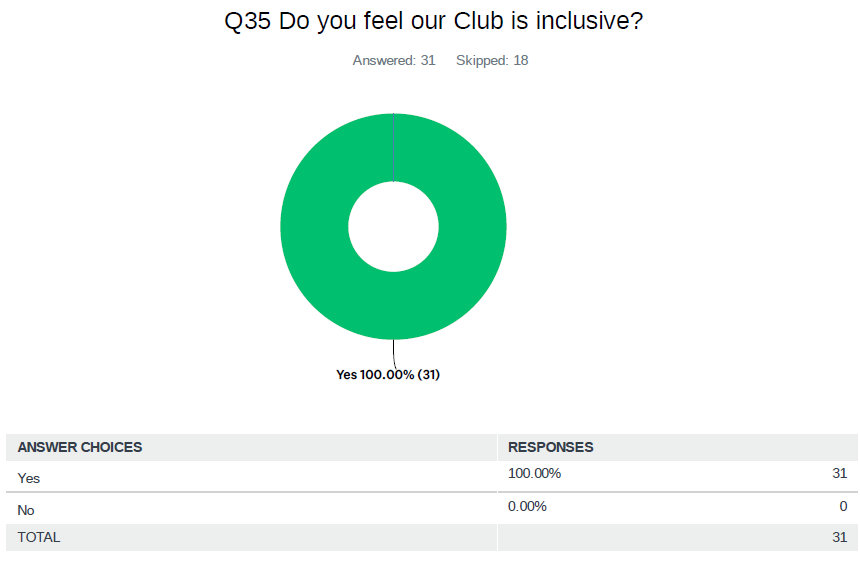 Q35 Do you feel our Club is inclusive?
Answered: 31 Skipped: 18
Yes 100.00% (31)
ANSWER CHOICES RESPONSES
Yes 100.00% 31
No 0.00% 0
TOTAL 31